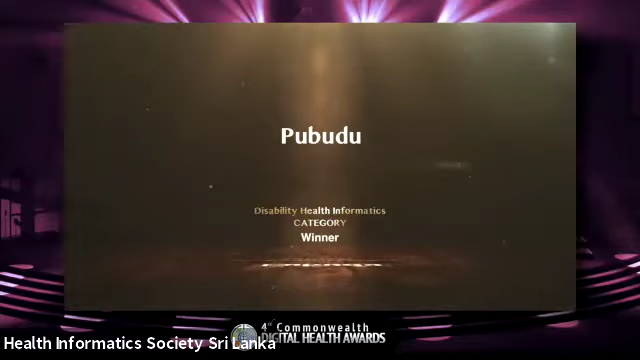 Pubudu
Disability Health Informatics
CATEGORY
Winner
4th Commonwealth
DIGITAL HEALTH AWARDS
Health Informatics Society Sri Lanka